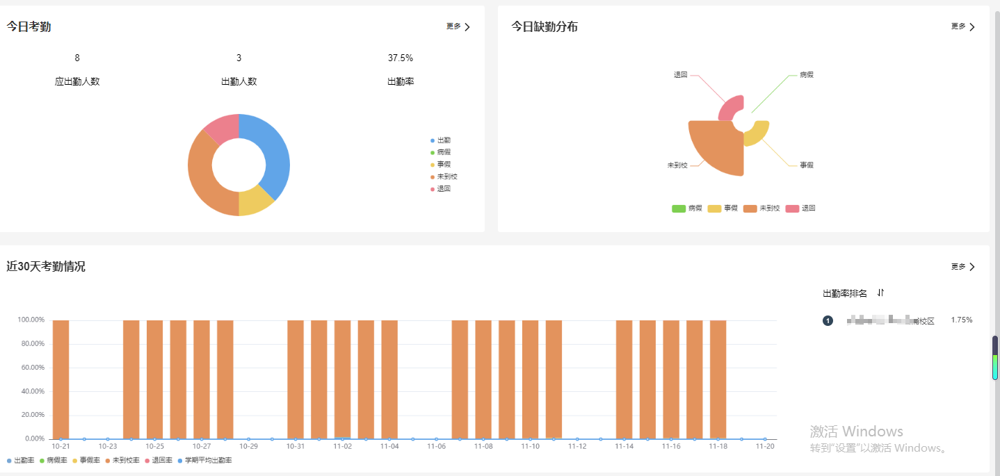 今日考勤
更多
8
3
37.5%
应出勤人数
出勤人数
出勤率
出勤
病假
事假
未到校
退回
今日缺勤分布
更多
退回
病假
未到校
事假
病假 事假 未到校 退回
近30天考勤情况
更多
出勤率排名
1
校区
1.75%
100.00%
80.00%
60.00%
40.00%
20.00%
0.00%
10-21 10-23 10-25 10-27 10-29 10-31 11-02 11-04 11-06 11-08 11-10 11-12 11-14 11-16 11-18 11-20
出勤率 病假率 事假率 未到校率 退回率 学期平均出勤率
激活 Windows
转到“设置”以激活 Windows。